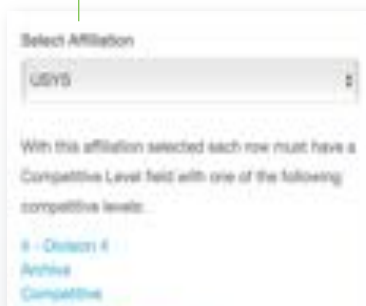 Select Affiliation
USYS
With this affiliation selected each row must have a
Competitive Level field with one of the following
competitive levels:
4 - Division 4
Archive
Competitive